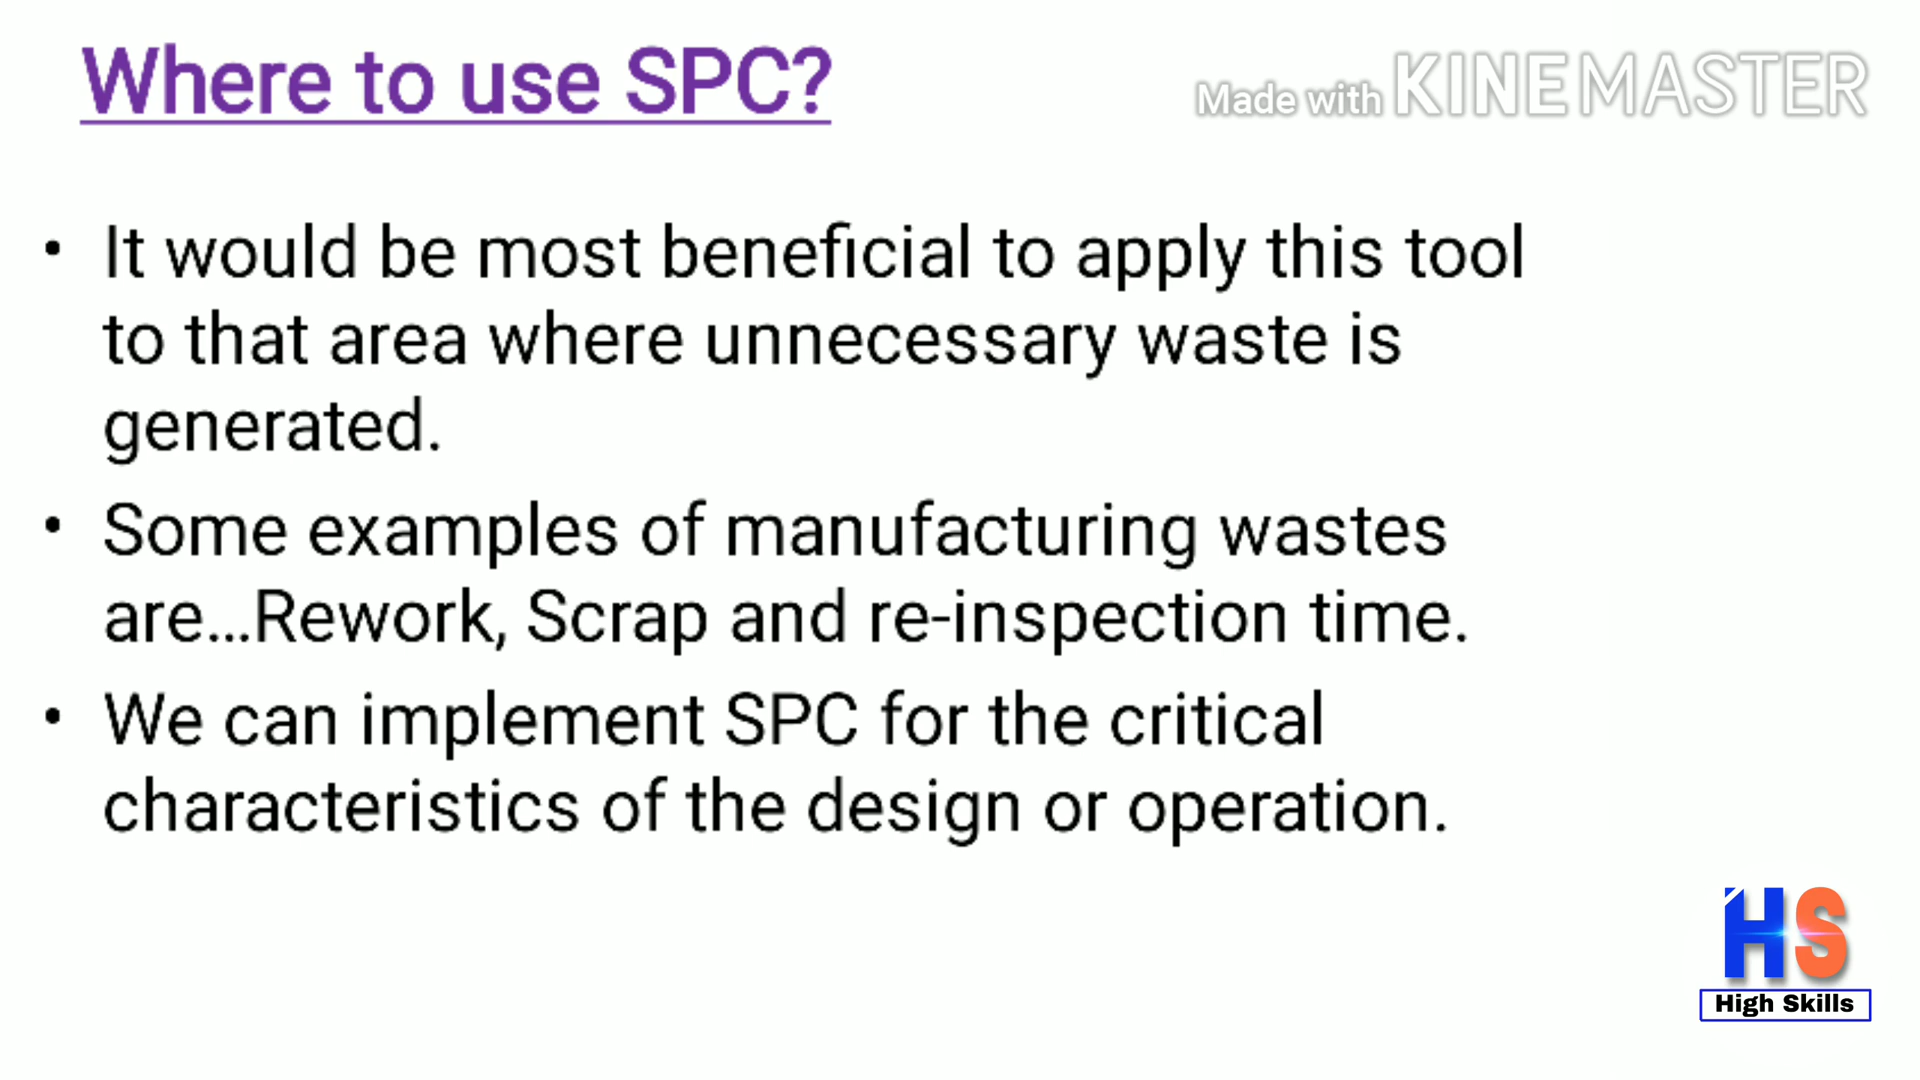 Where to use SPC?
Made with KINEMASTER
• It would be most beneficial to apply this tool
to that area where unnecessary waste is
generated.
• Some examples of manufacturing wastes
are...Rework, Scrap and re-inspection time.
• We can implement SPC for the critical
characteristics of the design or operation.
HS
High Skills